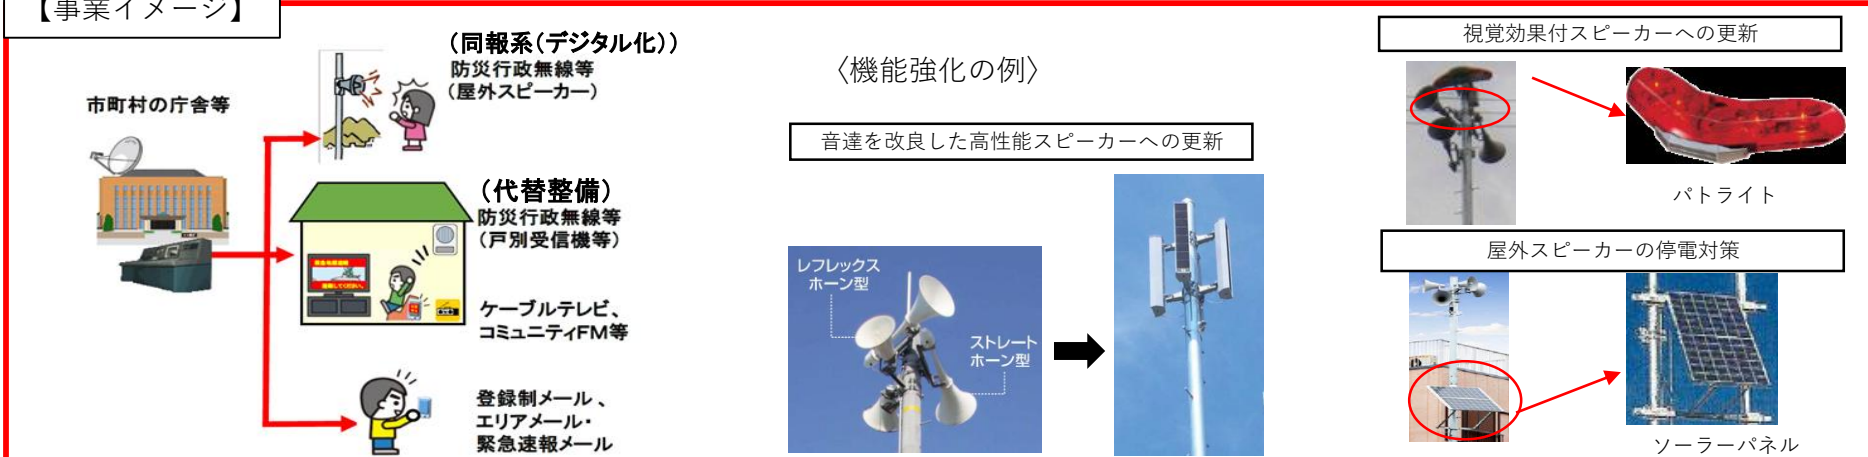 【事業イメージ】
市町村の庁舎等
（同報系（デジタル化））
防災行政無線等
（屋外スピーカー）
（代替整備）
防災行政無線等
（戸別受信機等）
ケーブルテレビ、
コミュニティFM等
登録制メール 、
エリアメール・
緊急速報メール
〈機能強化の例〉
音達を改良した高性能スピーカーへの更新
レフレックス
ホーン型
ストレート
ホーン型
視覚効果付スピーカーへの更新
パトライト
屋外スピーカーの停電対策
ソーラーパネル